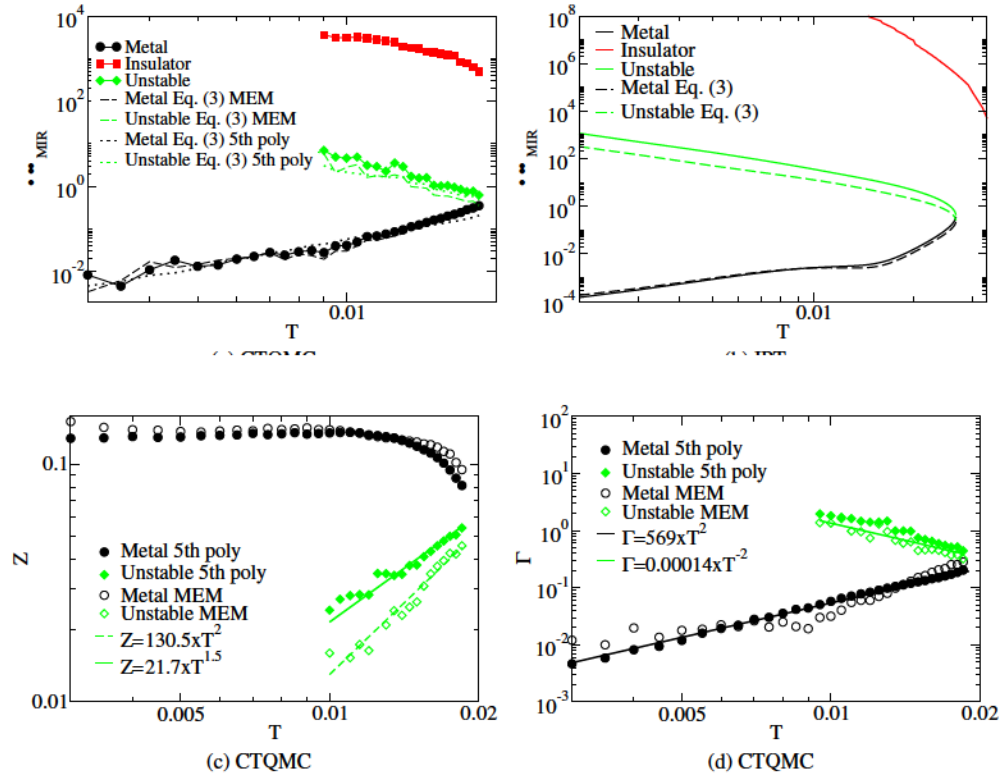 10^4
10^2
10^0
10^-2
Metal
Insulator
Unstable
Metal Eq. (3) MEM
Unstable Eq. (3) MEM
Metal Eq. (3) 5th poly
Unstable Eq. (3) 5th poly
MIR
0.01
T
10^8
10^6
10^4
10^2
10^0
10^-2
10^-4
Metal
Insulator
Unstable
Metal Eq. (3)
Unstable Eq. (3)
MIR
0.01
T
0.1
0.01
Z
Metal 5th poly
Unstable 5th poly
Metal MEM
Unstable MEM
Z=130.5xT^2
Z=21.7xT^1.5
0.005
0.01
0.02
T
(c) CTQMC
10^2
10^1
10^0
10^-1
10^-2
10^-3
Γ
Metal 5th poly
Unstable 5th poly
Metal MEM
Unstable MEM
Γ=569xT^2
Γ=0.00014xT^-2
0.005
0.01
0.02
T
(d) CTQMC